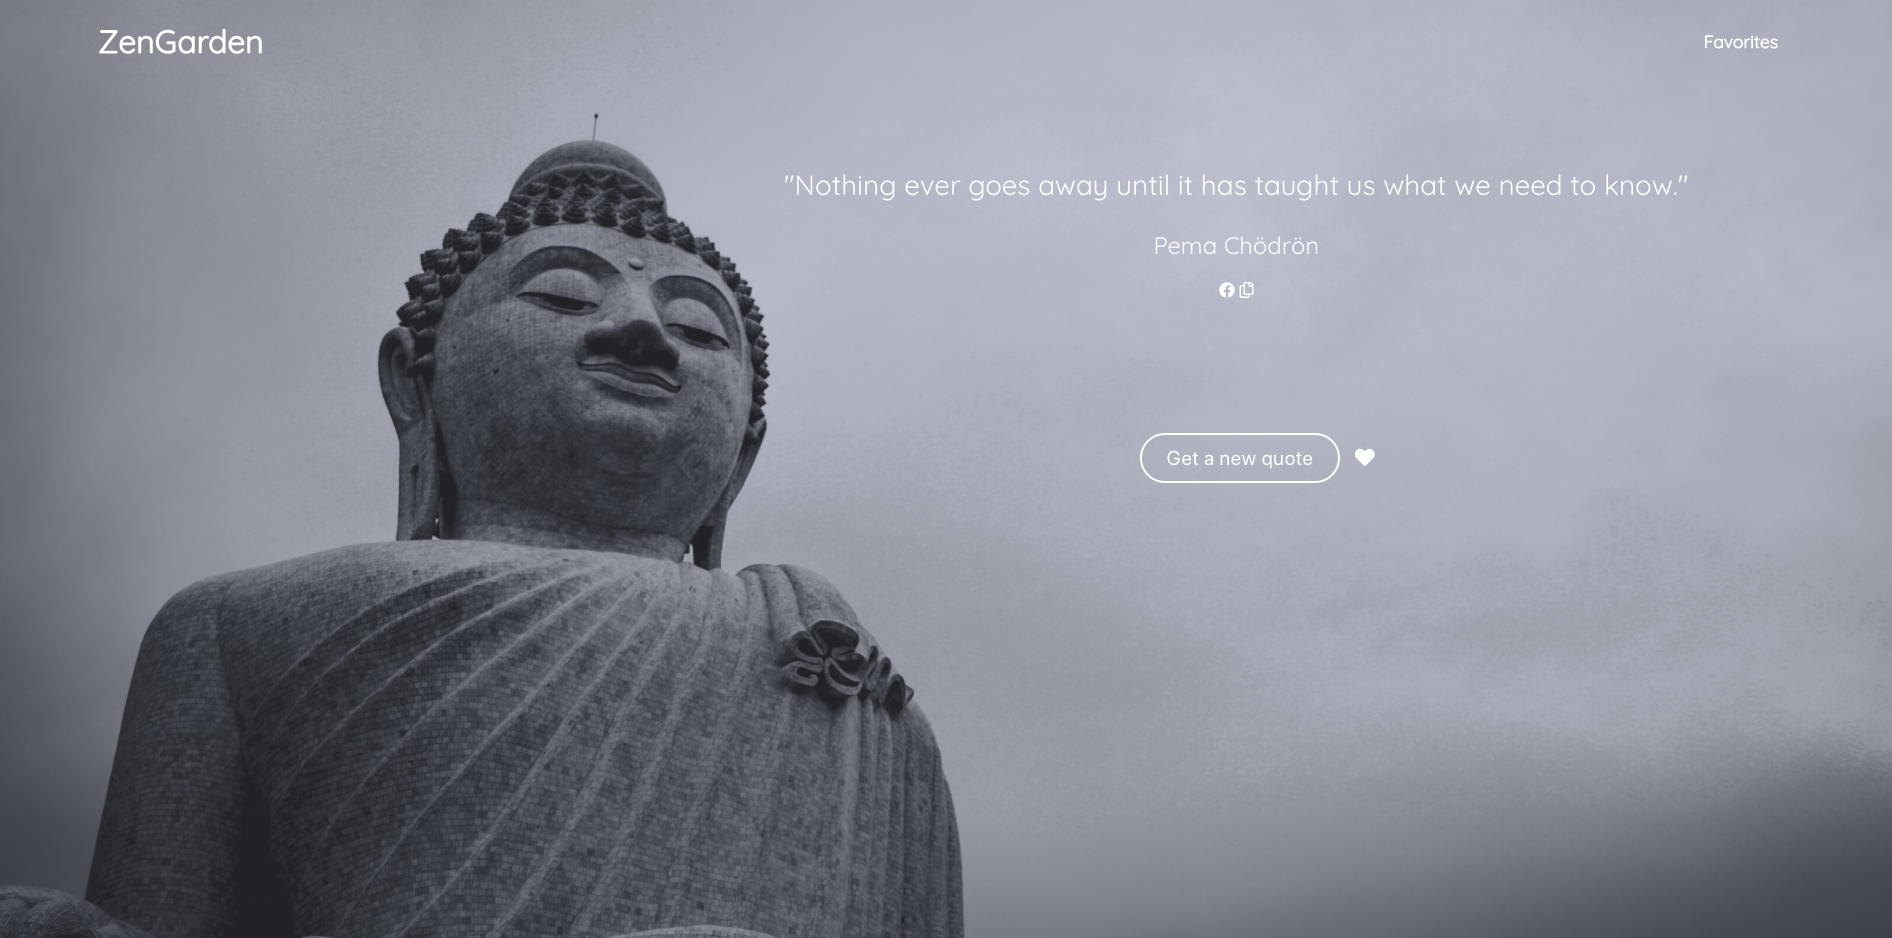 ZenGarden
Favorites
"Nothing ever goes away until it has taught us what we need to know."
Pema Chödrön
Get a new quote